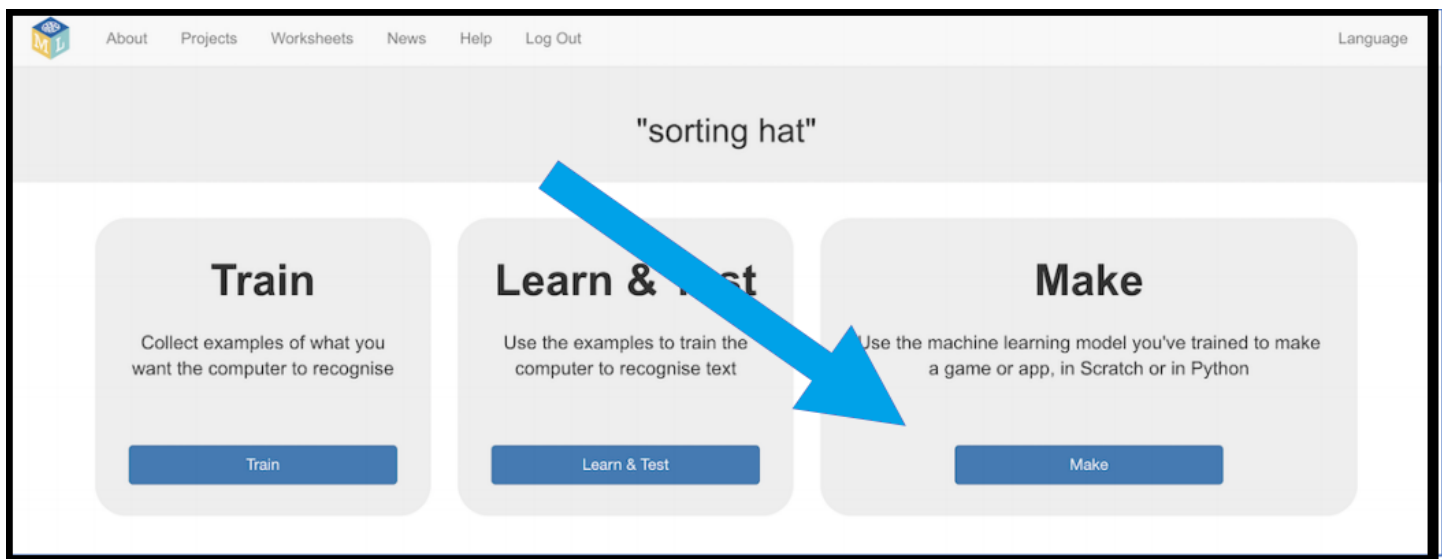 About Projects Worksheets News Help Log Out Language
"sorting hat"
Train
Collect examples of what you
want the computer to recognise
Train
Learn & Test
Use the examples to train the
computer to recognise text
Learn & Test
Make
Use the machine learning model you've trained to make
a game or app, in Scratch or in Python
Make